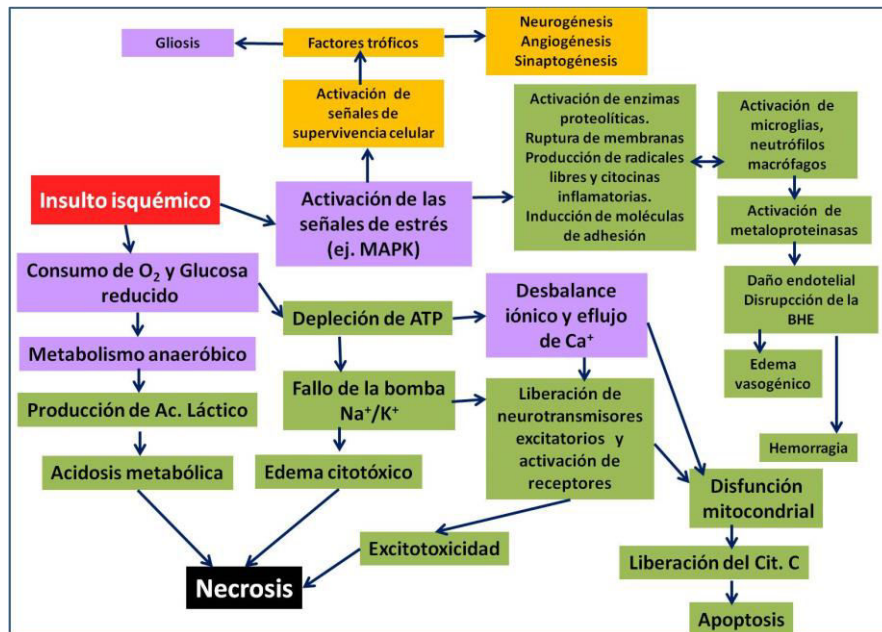 Gliosis
Factores tróficos
Neurogénesis
Angiogénesis
Sinaptogénesis
Activación de
señales de
supervivencia celular
Activación de enzimas
proteolíticas.
Ruptura de membranas
Producción de radicales
libres y citocinas
inflamatorias.
Inducción de moléculas
de adhesión
Activación de
microglias,
neutrófilos
macrófagos
Insulto isquémico
Activación de las
señales de estrés
(ej. MAPK)
Activación de
metaloproteinasas
Consumo de O₂ y Glucosa
reducido
Depleción de ATP
Desbalance
iónico y eflujo
de Ca⁺
Daño endotelial
Disrupcción de la
BHE
Metabolismo anaeróbico
Edema
vasogénico
Fallo de la bomba
Na⁺/K⁺
Liberación de
neurotransmisores
excitatorios y
activación de
receptores
Producción de Ac. Láctico
Hemorragia
Acidosis metabólica
Edema citotóxico
Disfunción
mitocondrial
Excitotoxicidad
Liberación del Cit. C
Necrosis
Apoptosis